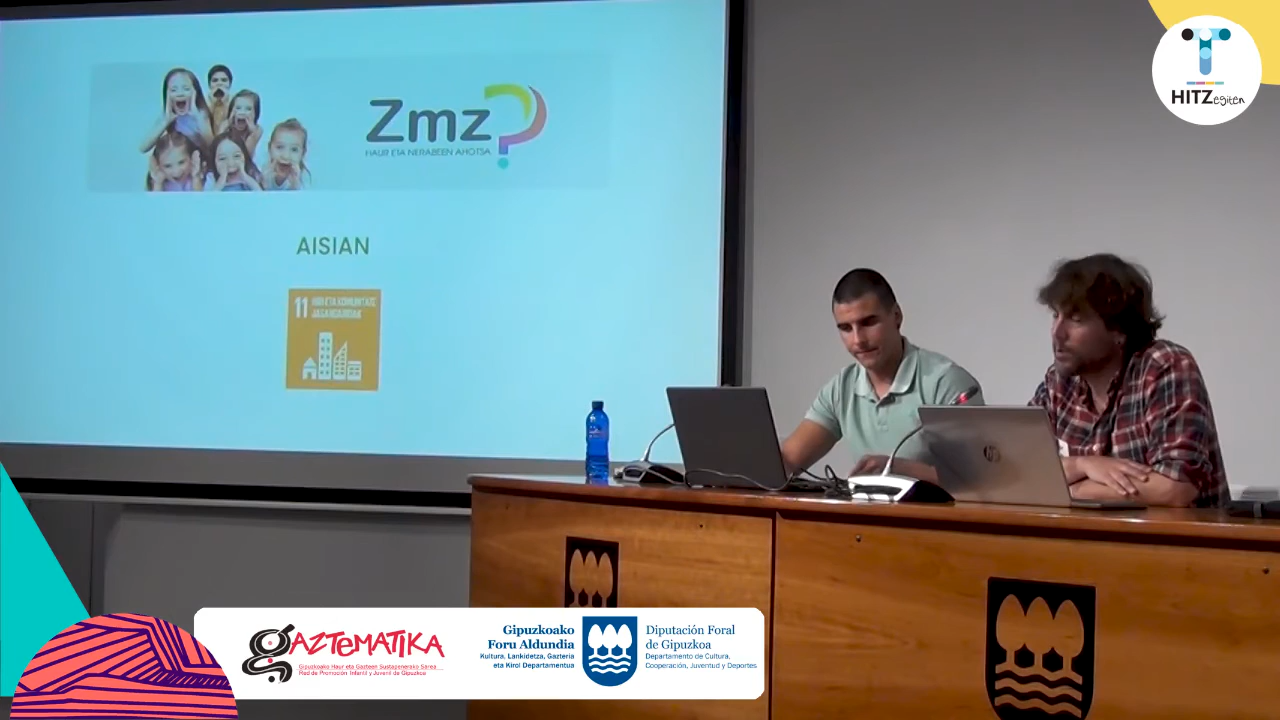 Zmz?
HAUR ETA NERABEEN AHOTSA
AISIAN
11 HIRI ETA KOMUNITATE
JASANGARRIAK
HITZegiten
hp
gAZTEMATIKA
Gipuzkoako Haur eta Gazteen Sustapenerako Sarea
Red de Promoción Infantil y Juvenil de Gipuzkoa
Gipuzkoako
Foru Aldundia
Kultura, Lankidetza, Gazteria
eta Kirol Departamentua
Diputación Foral
de Gipuzkoa
Departamento de Cultura,
Cooperación, Juventud y Deportes